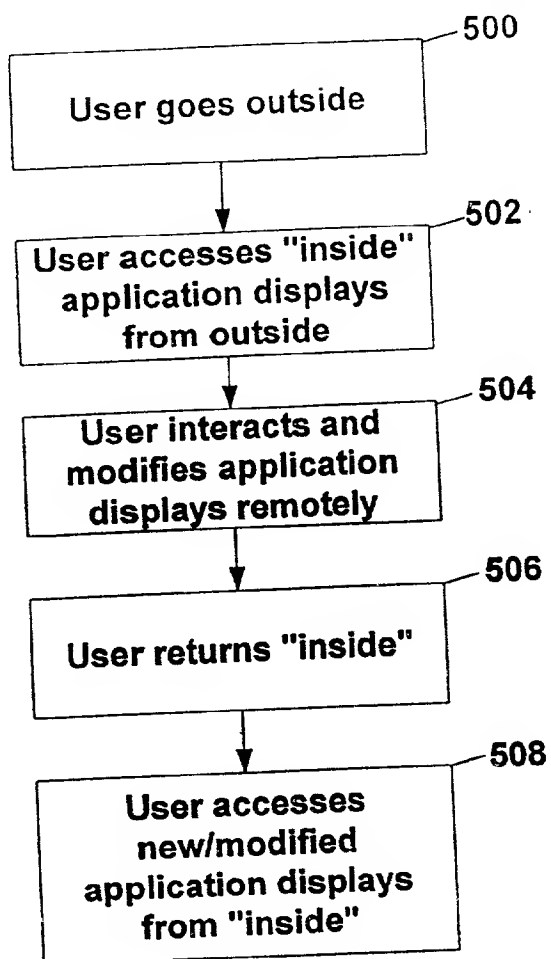 500
User goes outside
502
User accesses "inside"
application displays
from outside
504
User interacts and
modifies application
displays remotely
506
User returns "inside"
508
User accesses
new/modified
application displays
from "inside"